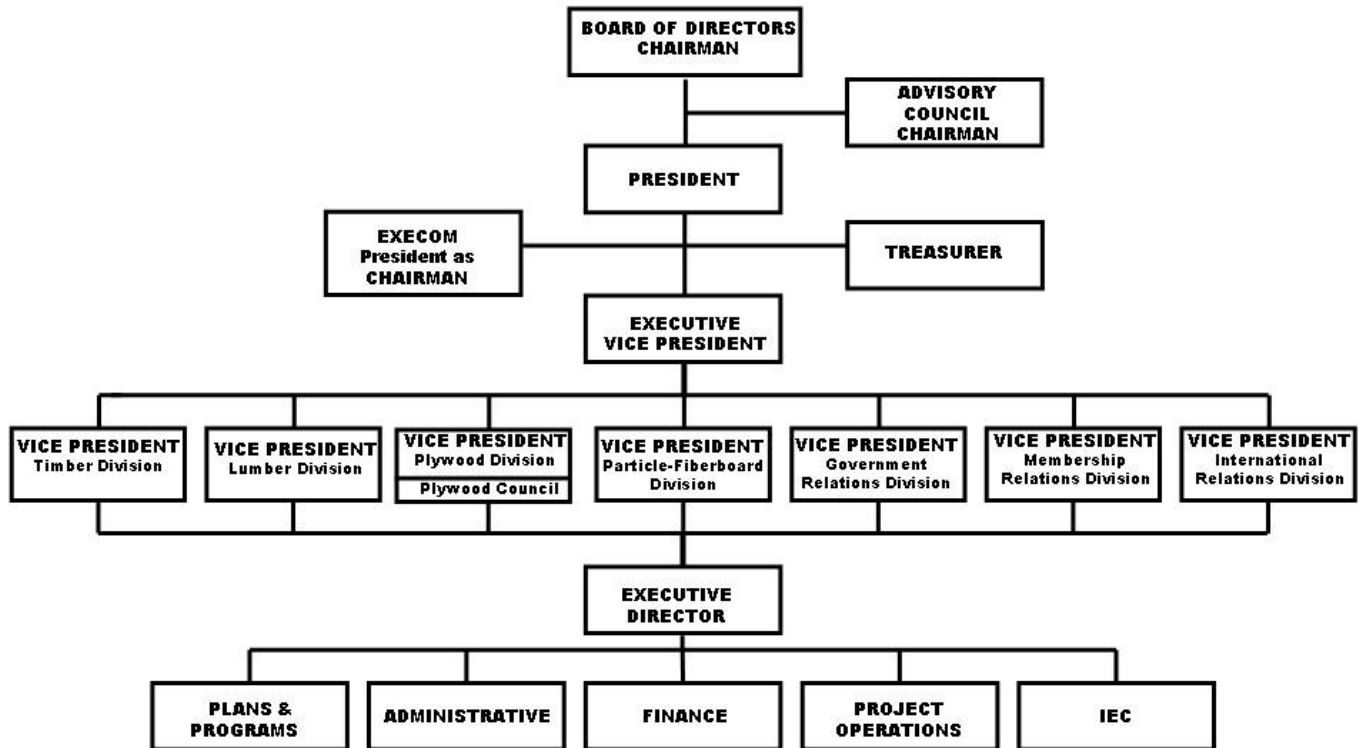 BOARD OF DIRECTORS
CHAIRMAN
ADVISORY
COUNCIL
CHAIRMAN
PRESIDENT
EXECOM
President as
CHAIRMAN
TREASURER
EXECUTIVE
VICE PRESIDENT
VICE PRESIDENT
Timber Division
VICE PRESIDENT
Lumber Division
VICE PRESIDENT
Plywood Division
Plywood Council
VICE PRESIDENT
Particle-Fiberboard
Division
VICE PRESIDENT
Government
Relations Division
VICE PRESIDENT
Membership
Relations Division
VICE PRESIDENT
International
Relations Division
EXECUTIVE
DIRECTOR
PLANS &
PROGRAMS
ADMINISTRATIVE
FINANCE
PROJECT
OPERATIONS
IEC